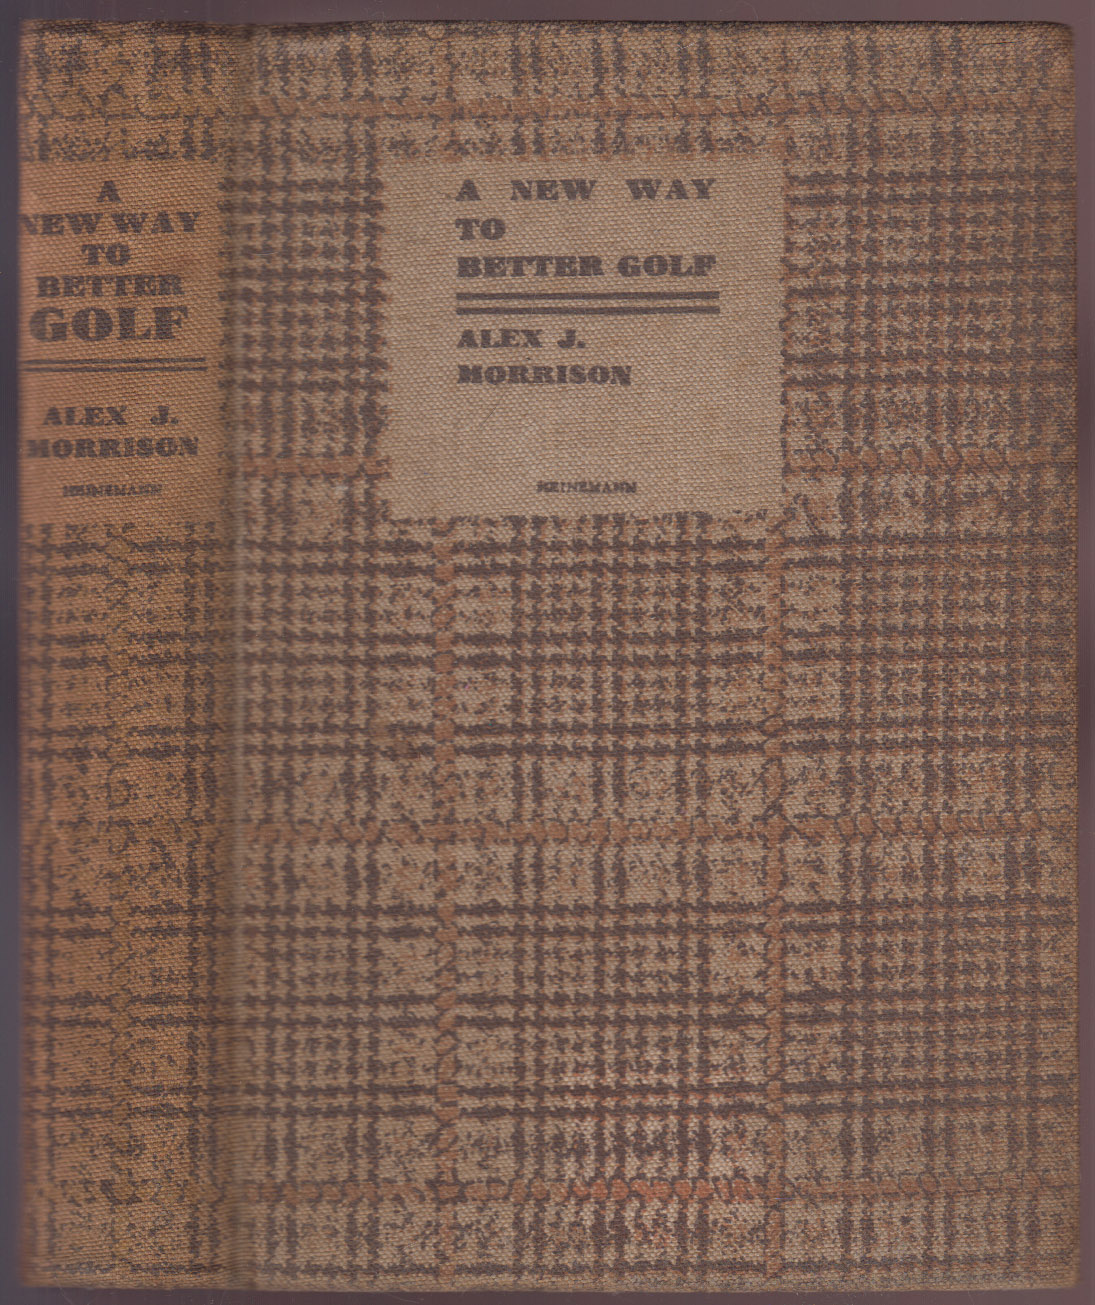 A
NEW WAY
TO
BETTER
GOLF
ALEX J.
MORRISON
HEINEMANN
A NEW WAY
TO
BETTER GOLF
ALEX J.
MORRISON
HEINEMANN